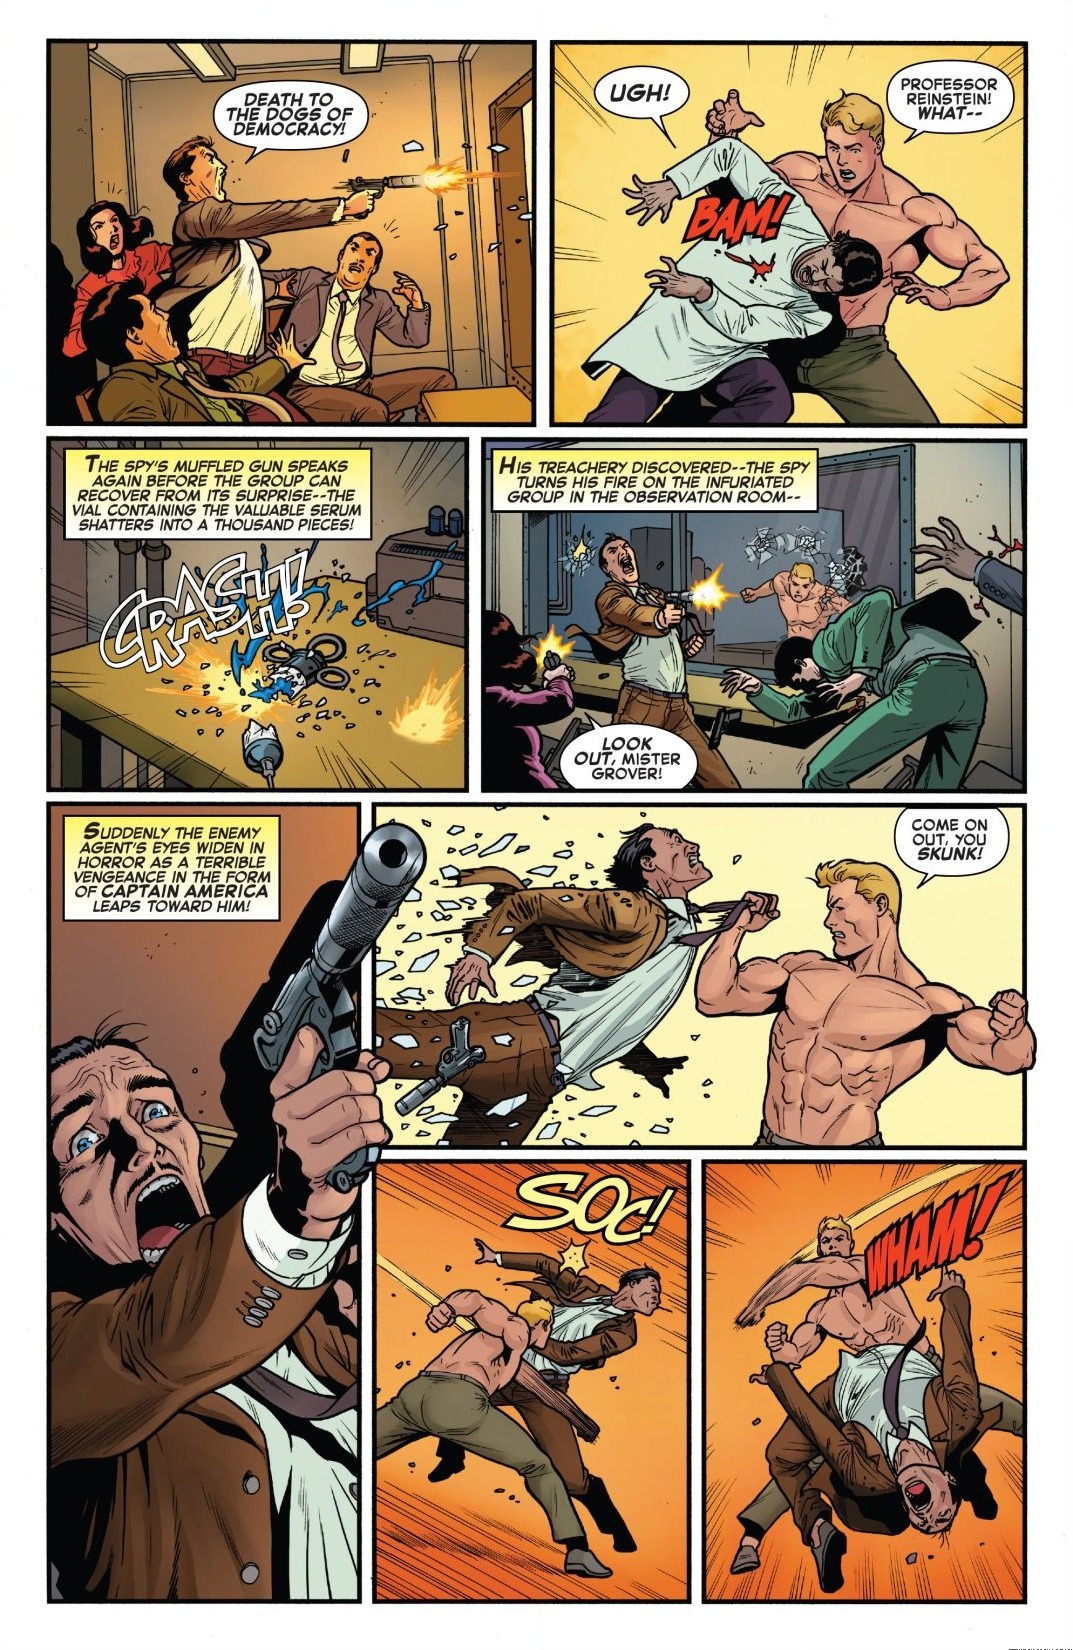 DEATH TO
THE DOGS OF
DEMOCRACY!
UGH!
PROFESSOR
REINSTEIN!
WHAT--
BAM!
THE SPY'S MUFFLED GUN SPEAKS
AGAIN BEFORE THE GROUP CAN
RECOVER FROM ITS SURPRISE--THE
VIAL CONTAINING THE VALUABLE SERUM
SHATTERS INTO A THOUSAND PIECES!
CRASH!
HIS TREACHERY DISCOVERED--THE SPY
TURNS HIS FIRE ON THE INFURIATED
GROUP IN THE OBSERVATION ROOM--
LOOK
OUT, MISTER
GROVER!
SUDDENLY THE ENEMY
AGENT'S EYES WIDEN IN
HORROR AS A TERRIBLE
VENGEANCE IN THE FORM
OF CAPTAIN AMERICA
LEAPS TOWARD HIM!
COME ON
OUT, YOU
SKUNK!
SOC!
WHAM!